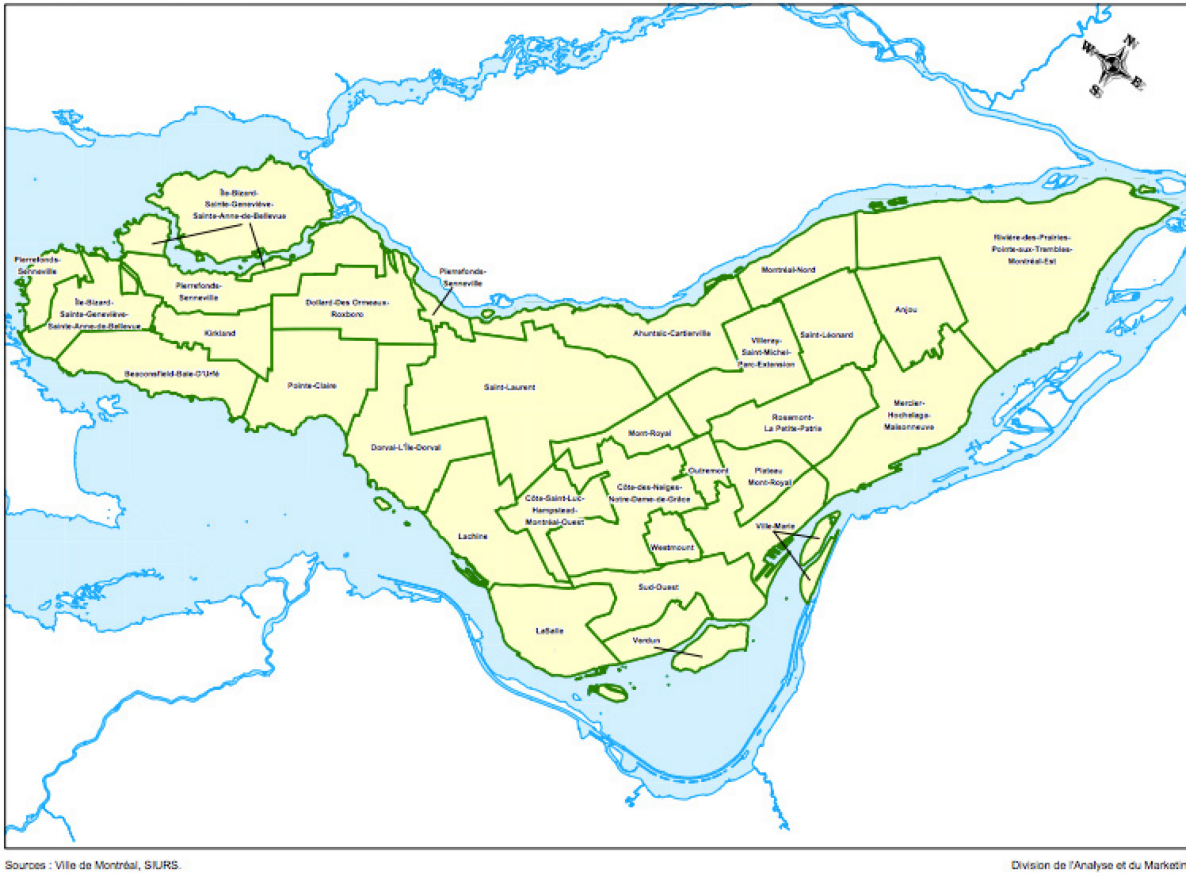 N
W
E
S
Île-Bizard-
Sainte-Geneviève-
Sainte-Anne-de-Bellevue
Rivière-des-Prairies-
Pointe-aux-Trembles-
Montréal-Est
Pierrefonds-
Senneville
Pierrefonds-
Senneville
Pierrefonds-
Senneville
Montréal-Nord
Île-Bizard-
Sainte-Geneviève-
Sainte-Anne-de-Bellevue
Dollard-Des Ormeaux-
Roxboro
Kirkland
Ahuntsic-Cartierville
Anjou
Saint-Léonard
Villeray-
Saint-Michel-
Parc-Extension
Beaconsfield-Baie-D'Urfé
Pointe-Claire
Saint-Laurent
Mercier-
Hochelaga-
Maisonneuve
Rosemont-
La Petite-Patrie
Mont-Royal
Dorval-L'Île-Dorval
Outremont
Plateau
Mont-Royal
Côte-des-Neiges-
Notre-Dame-de-Grâce
Côte-Saint-Luc-
Hampstead-
Montréal-Ouest
Ville-Marie
Lachine
Westmount
Sud-Ouest
LaSalle
Verdun
Sources : Ville de Montréal, SIURS.
Division de l'Analyse et du Marketin